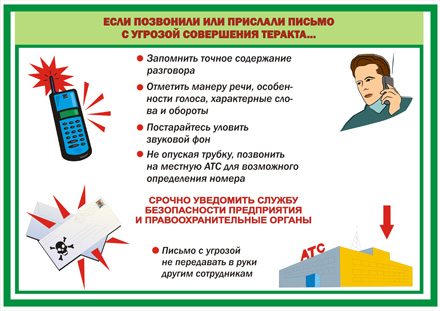 ЕСЛИ ПОЗВОНИЛИ ИЛИ ПРИСЛАЛИ ПИСЬМО
С УГРОЗОЙ СОВЕРШЕНИЯ ТЕРАКТА...
• Запомнить точное содержание
разговора
• Отметить манеру речи, особен-
ности голоса, характерные сло-
ва и обороты
• Постарайтесь уловить
звуковой фон
• Не опуская трубку, позвонить
на местную АТС для возможного
определения номера
СРОЧНО УВЕДОМИТЬ СЛУЖБУ
БЕЗОПАСНОСТИ ПРЕДПРИЯТИЯ
И ПРАВООХРАНИТЕЛЬНЫЕ ОРГАНЫ
• Письмо с угрозой
не передавать в руки
другим сотрудникам
АТС